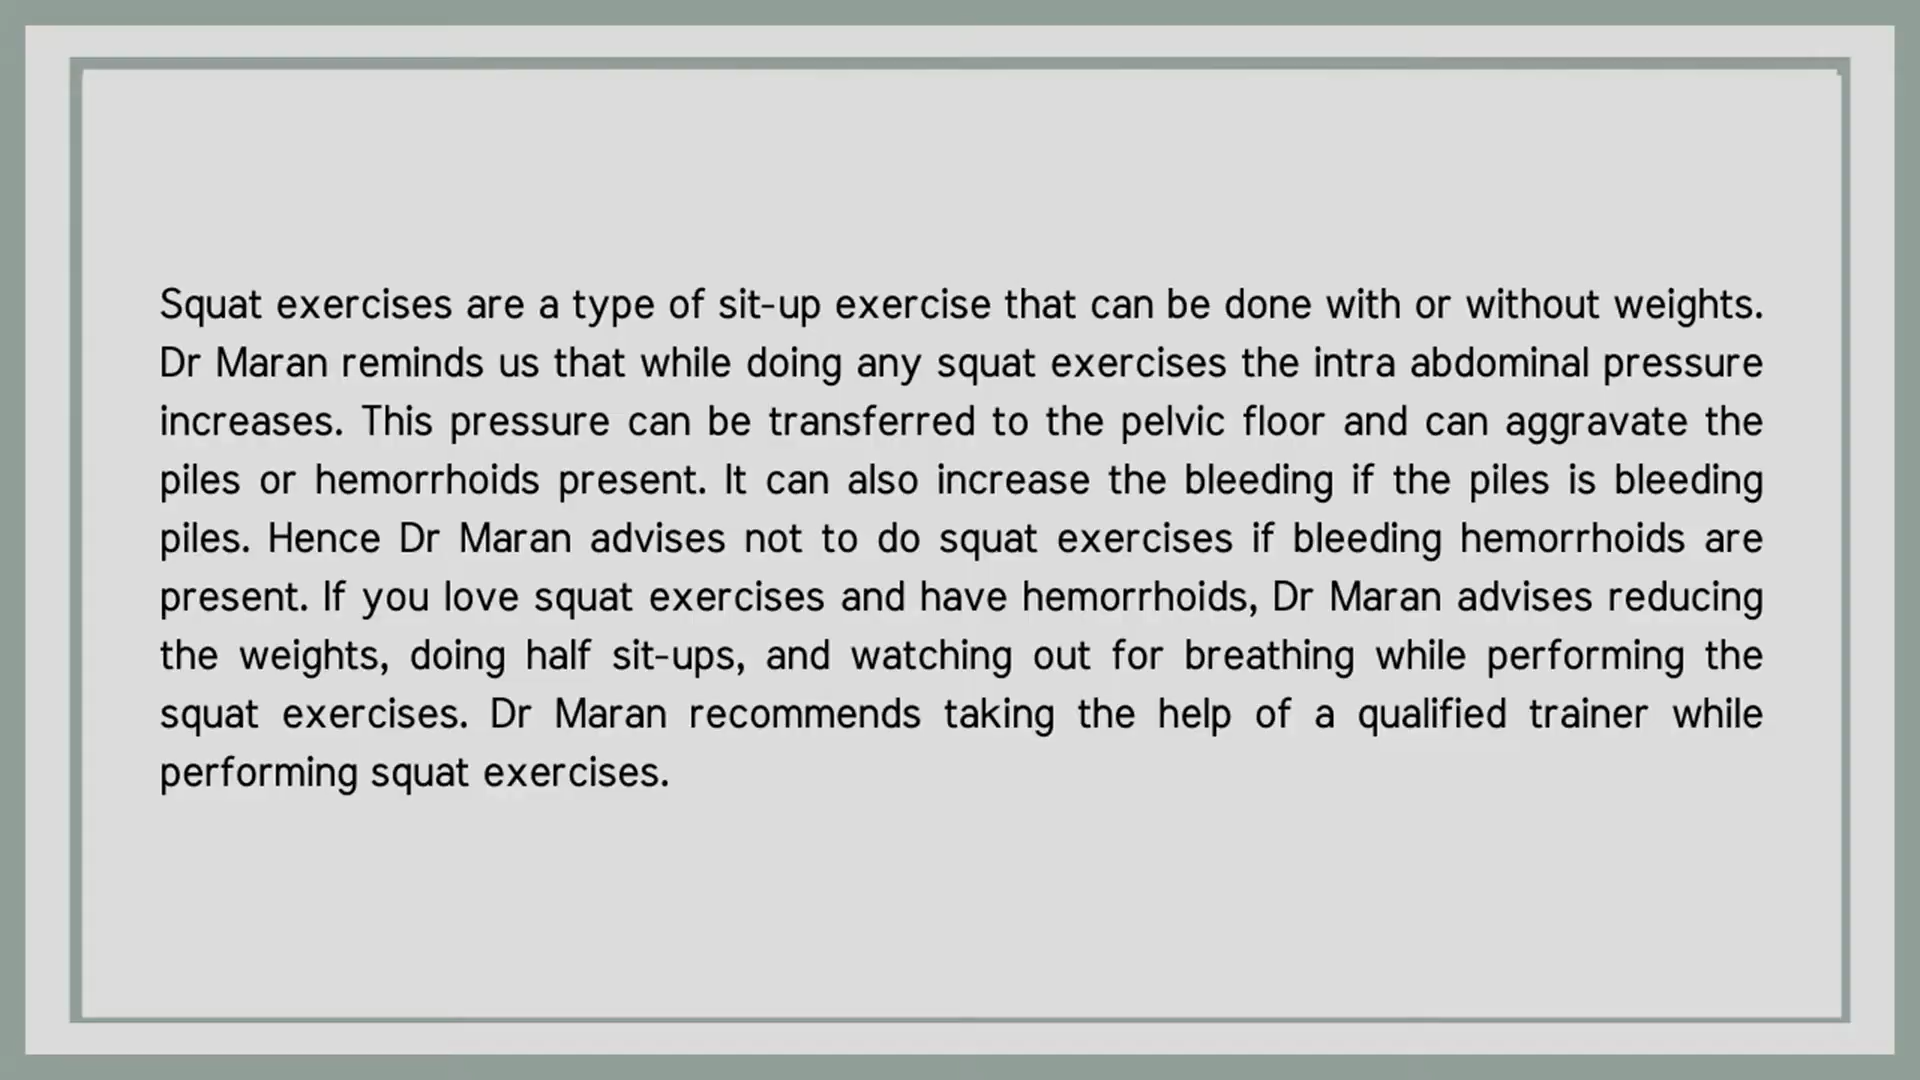 Squat exercises are a type of sit-up exercise that can be done with or without weights.
Dr Maran reminds us that while doing any squat exercises the intra abdominal pressure
increases. This pressure can be transferred to the pelvic floor and can aggravate the
piles or hemorrhoids present. It can also increase the bleeding if the piles is bleeding
piles. Hence Dr Maran advises not to do squat exercises if bleeding hemorrhoids are
present. If you love squat exercises and have hemorrhoids, Dr Maran advises reducing
the weights, doing half sit-ups, and watching out for breathing while performing the
squat exercises. Dr Maran recommends taking the help of a qualified trainer while
performing squat exercises.